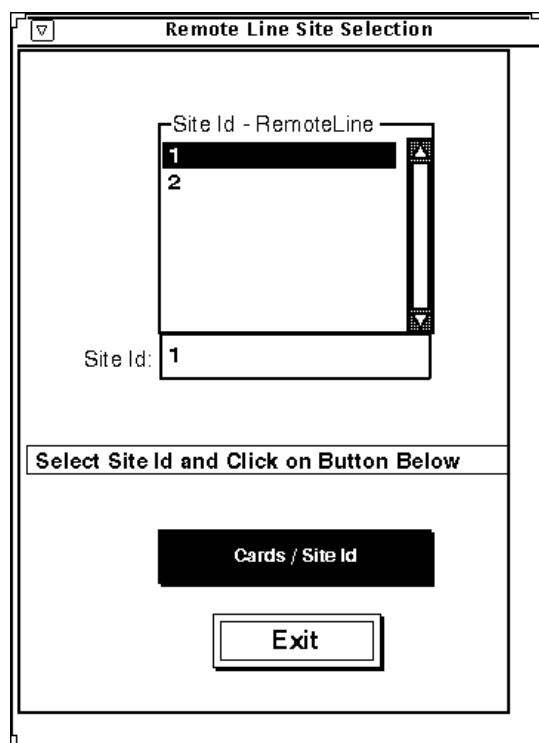 Remote Line Site Selection
Site Id - RemoteLine
1
2
Site Id: 1
Select Site Id and Click on Button Below
Cards / Site Id
Exit